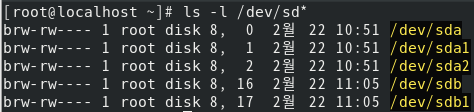 [root@localhost ~]# ls -l /dev/sd*
brw-rw---- 1 root disk 8,  0  2월 22 10:51 /dev/sda
brw-rw---- 1 root disk 8,  1  2월 22 10:51 /dev/sda1
brw-rw---- 1 root disk 8,  2  2월 22 10:51 /dev/sda2
brw-rw---- 1 root disk 8, 16  2월 22 11:05 /dev/sdb
brw-rw---- 1 root disk 8, 17  2월 22 11:05 /dev/sdb1